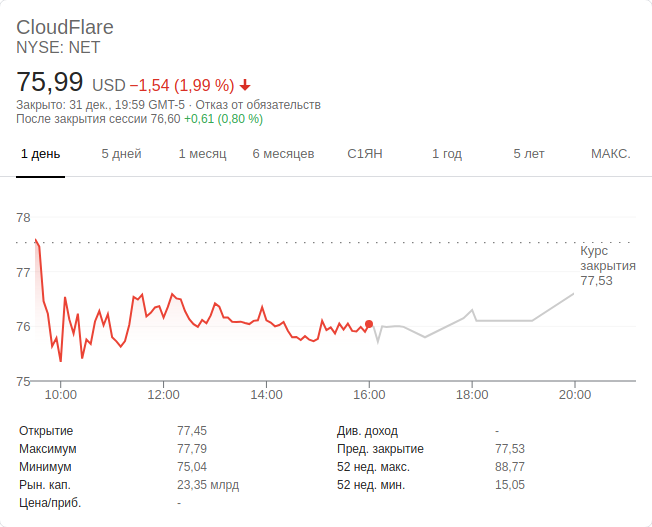 CloudFlare
NYSE: NET
75,99 USD −1,54 (1,99 %)
Закрыто: 31 дек., 19:59 GMT-5 · Отказ от обязательств
После закрытия сессии 76,60 +0,61 (0,80 %)
1 день 5 дней 1 месяц 6 месяцев С1ЯН 1 год 5 лет МАКС.
78
Курс
закрытия
77,53
77
76
75
10:00 12:00 14:00 16:00 18:00 20:00
Открытие 77,45 Див. доход -
Максимум 77,79 Пред. закрытие 77,53
Минимум 75,04 52 нед. макс. 88,77
Рын. кап. 23,35 млрд 52 нед. мин. 15,05
Цена/приб. -